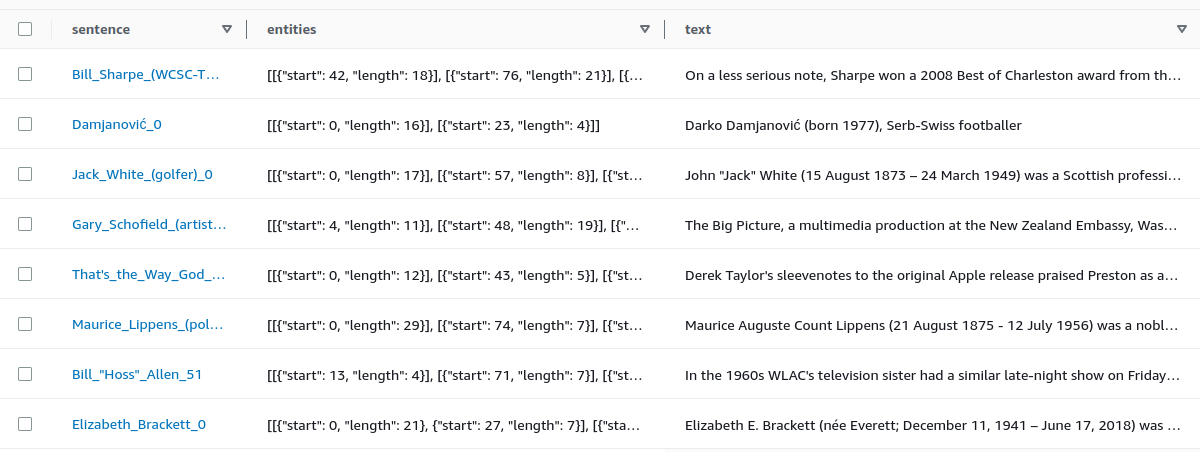 sentence entities text
Bill_Sharpe_(WCSC-T… [[{"start": 42, "length": 18}], [{"start": 76, "length": 21}], [{… On a less serious note, Sharpe won a 2008 Best of Charleston award from th…
Damjanović_0 [[{"start": 0, "length": 16}], [{"start": 23, "length": 4}]] Darko Damjanović (born 1977), Serb-Swiss footballer
Jack_White_(golfer)_0 [[{"start": 0, "length": 17}], [{"start": 57, "length": 8}], [{"st… John "Jack" White (15 August 1873 – 24 March 1949) was a Scottish professi…
Gary_Schofield_(artist… [[{"start": 4, "length": 11}], [{"start": 48, "length": 19}], [{"… The Big Picture, a multimedia production at the New Zealand Embassy, Was…
That's_the_Way_God_… [[{"start": 0, "length": 12}], [{"start": 43, "length": 5}], [{"st… Derek Taylor's sleevenotes to the original Apple release praised Preston as a…
Maurice_Lippens_(pol… [[{"start": 0, "length": 29}], [{"start": 74, "length": 7}], [{"st… Maurice Auguste Count Lippens (21 August 1875 - 12 July 1956) was a nobl…
Bill_"Hoss"_Allen_51 [[{"start": 13, "length": 4}], [{"start": 71, "length": 7}], [{"st… In the 1960s WLAC's television sister had a similar late-night show on Friday…
Elizabeth_Brackett_0 [[{"start": 0, "length": 21}, {"start": 27, "length": 7}], [{"sta… Elizabeth E. Brackett (née Everett; December 11, 1941 – June 17, 2018) was …